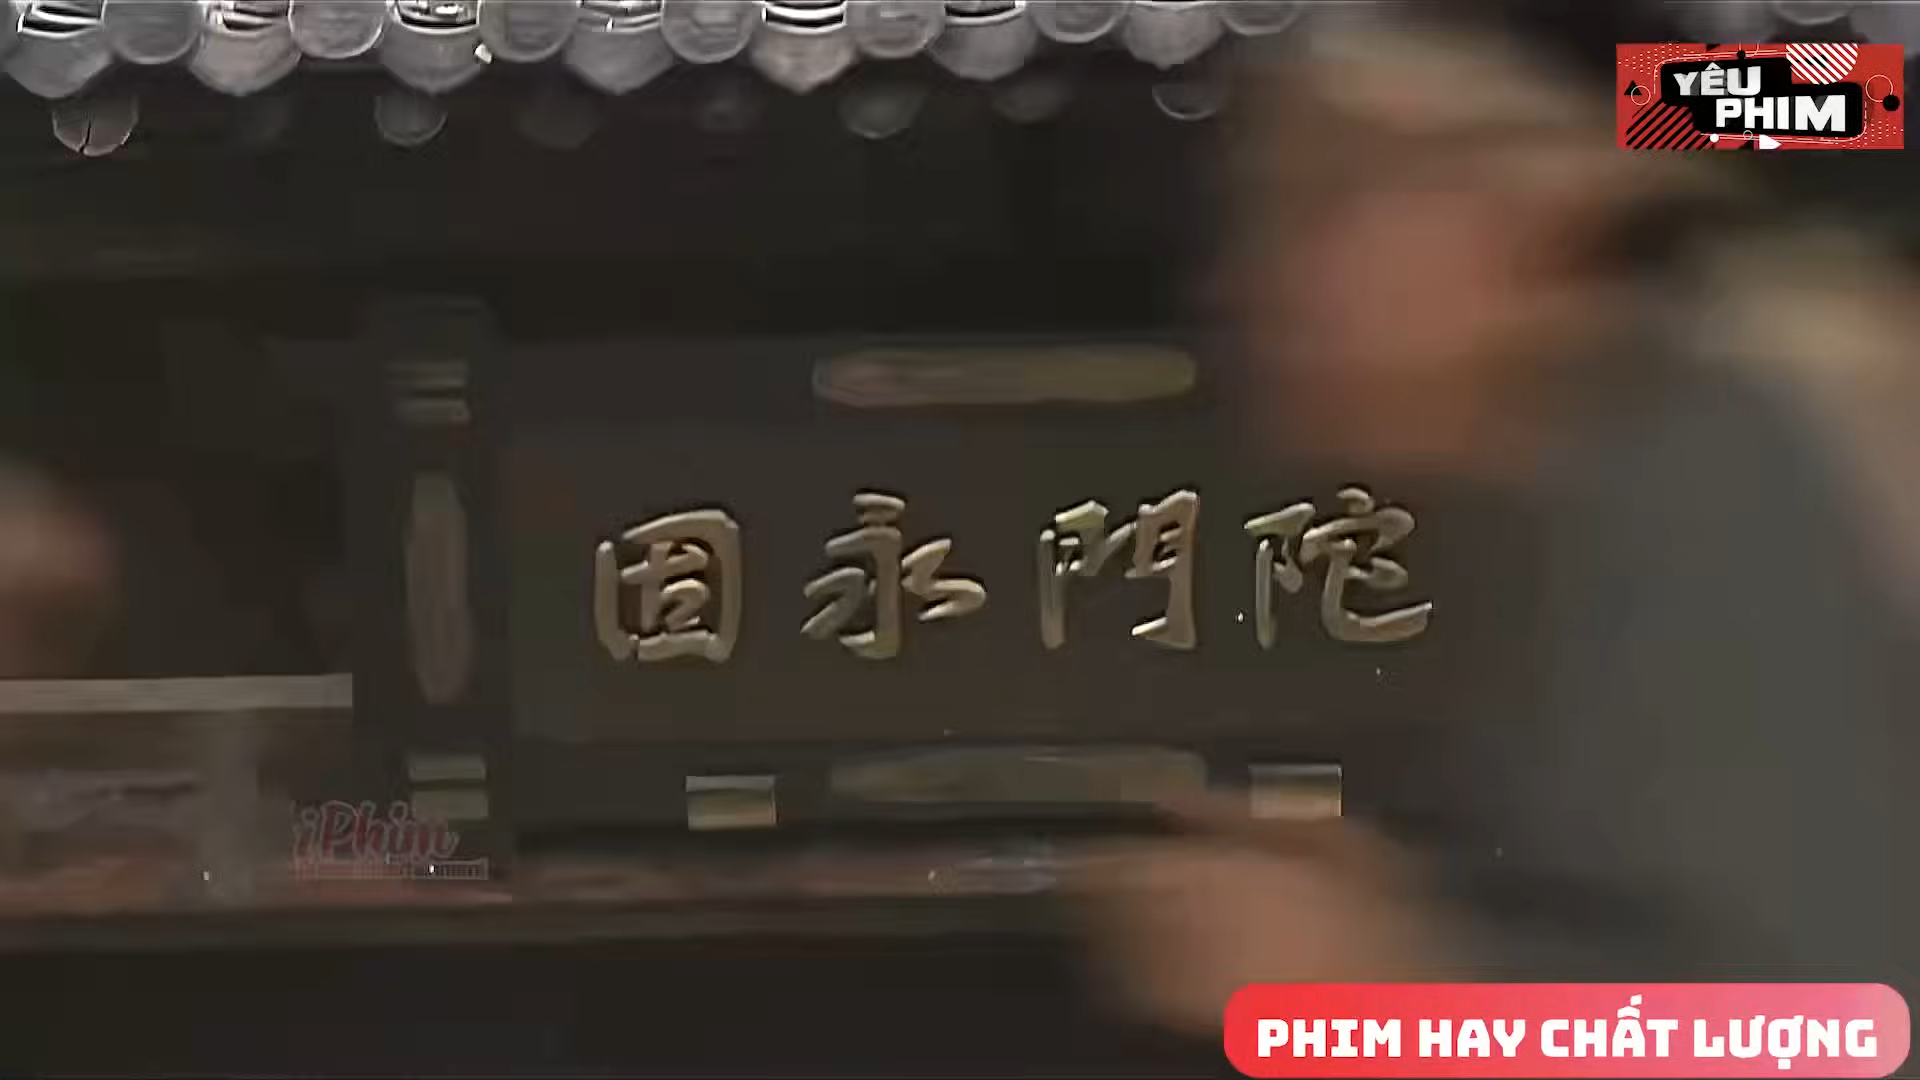 YÊU
PHIM
固永門陀
iPhim
PHIM HAY CHẤT LƯỢNG